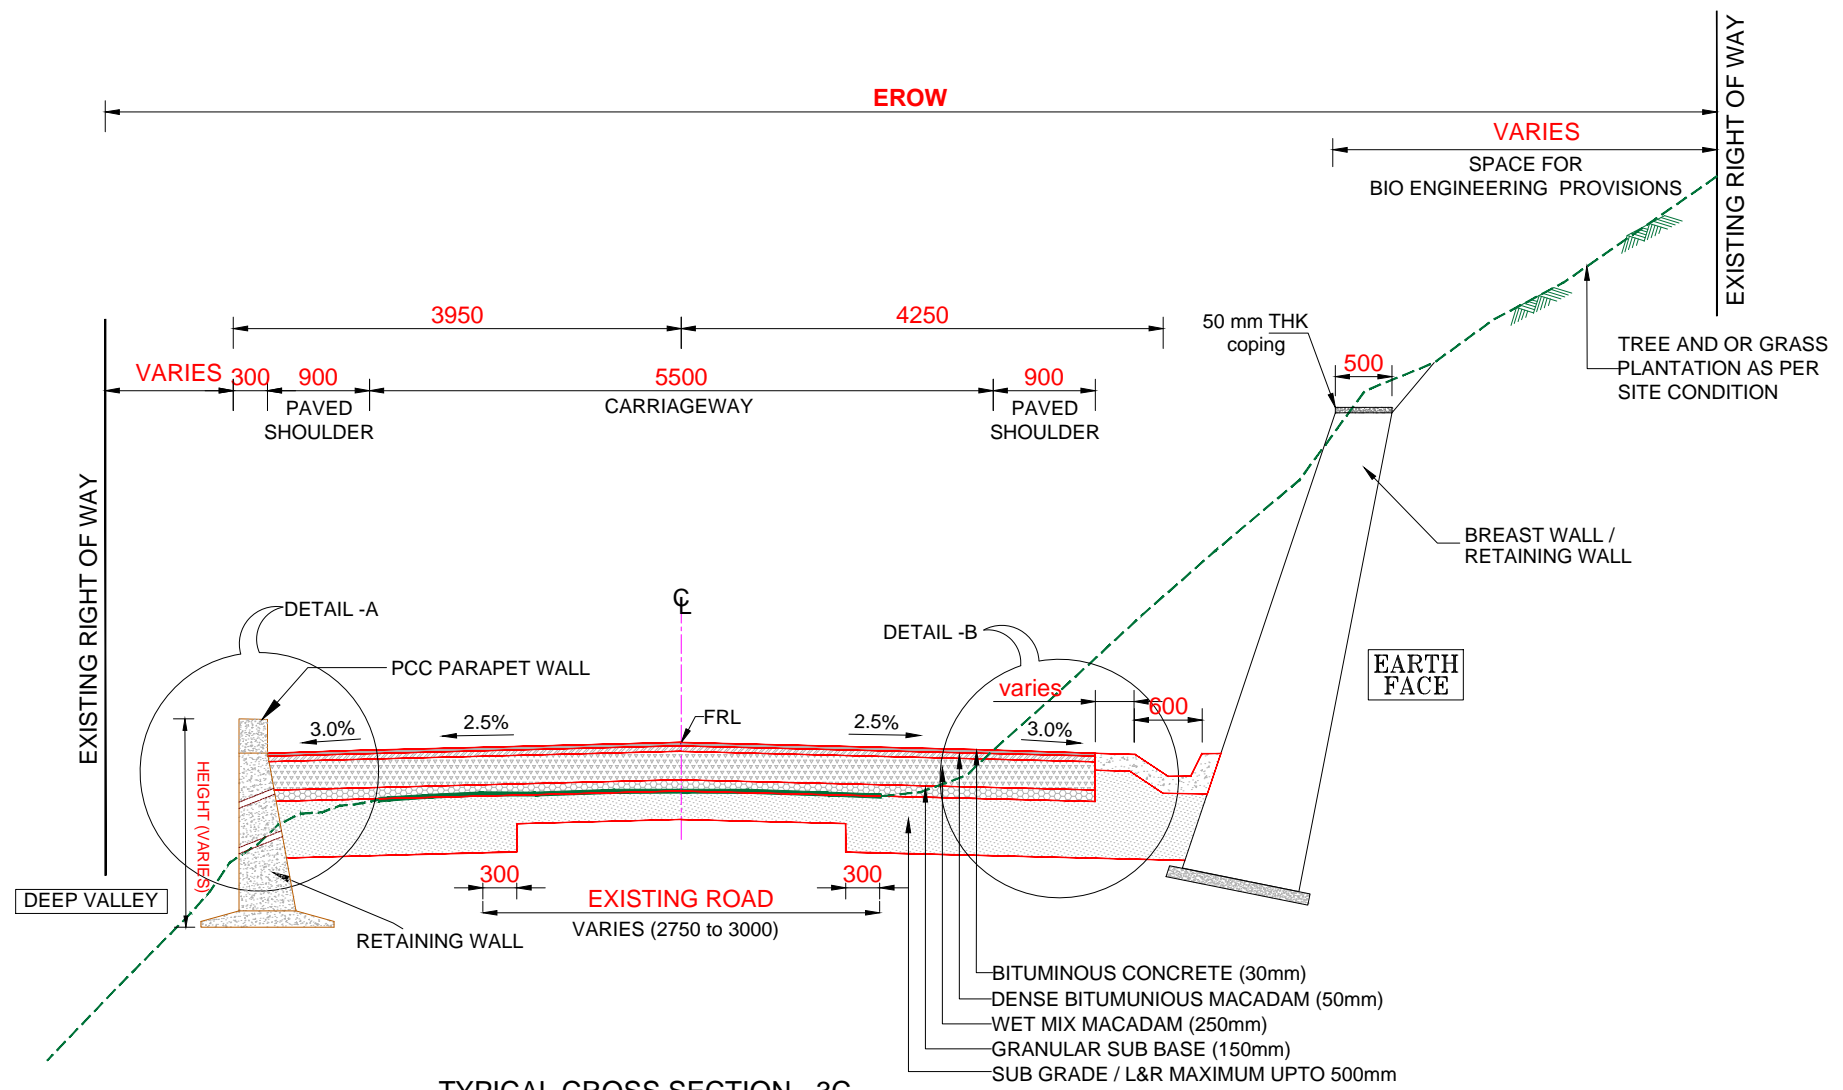 EROW
VARIES
SPACE FOR
BIO ENGINEERING PROVISIONS
EXISTING RIGHT OF WAY
3950
4250
50 mm THK
coping
TREE AND OR GRASS
PLANTATION AS PER
SITE CONDITION
VARIES
300
900
5500
900
500
PAVED
SHOULDER
CARRIAGEWAY
PAVED
SHOULDER
EXISTING RIGHT OF WAY
BREAST WALL /
RETAINING WALL
DETAIL -A
CL
DETAIL -B
PCC PARAPET WALL
EARTH
FACE
varies
600
3.0%
2.5%
FRL
2.5%
3.0%
HEIGHT (VARIES)
300
300
DEEP VALLEY
EXISTING ROAD
VARIES (2750 to 3000)
RETAINING WALL
BITUMINOUS CONCRETE (30mm)
DENSE BITUMUNIOUS MACADAM (50mm)
WET MIX MACADAM (250mm)
GRANULAR SUB BASE (150mm)
SUB GRADE / L&R MAXIMUM UPTO 500mm
TYPICAL CROSS SECTION - 3C